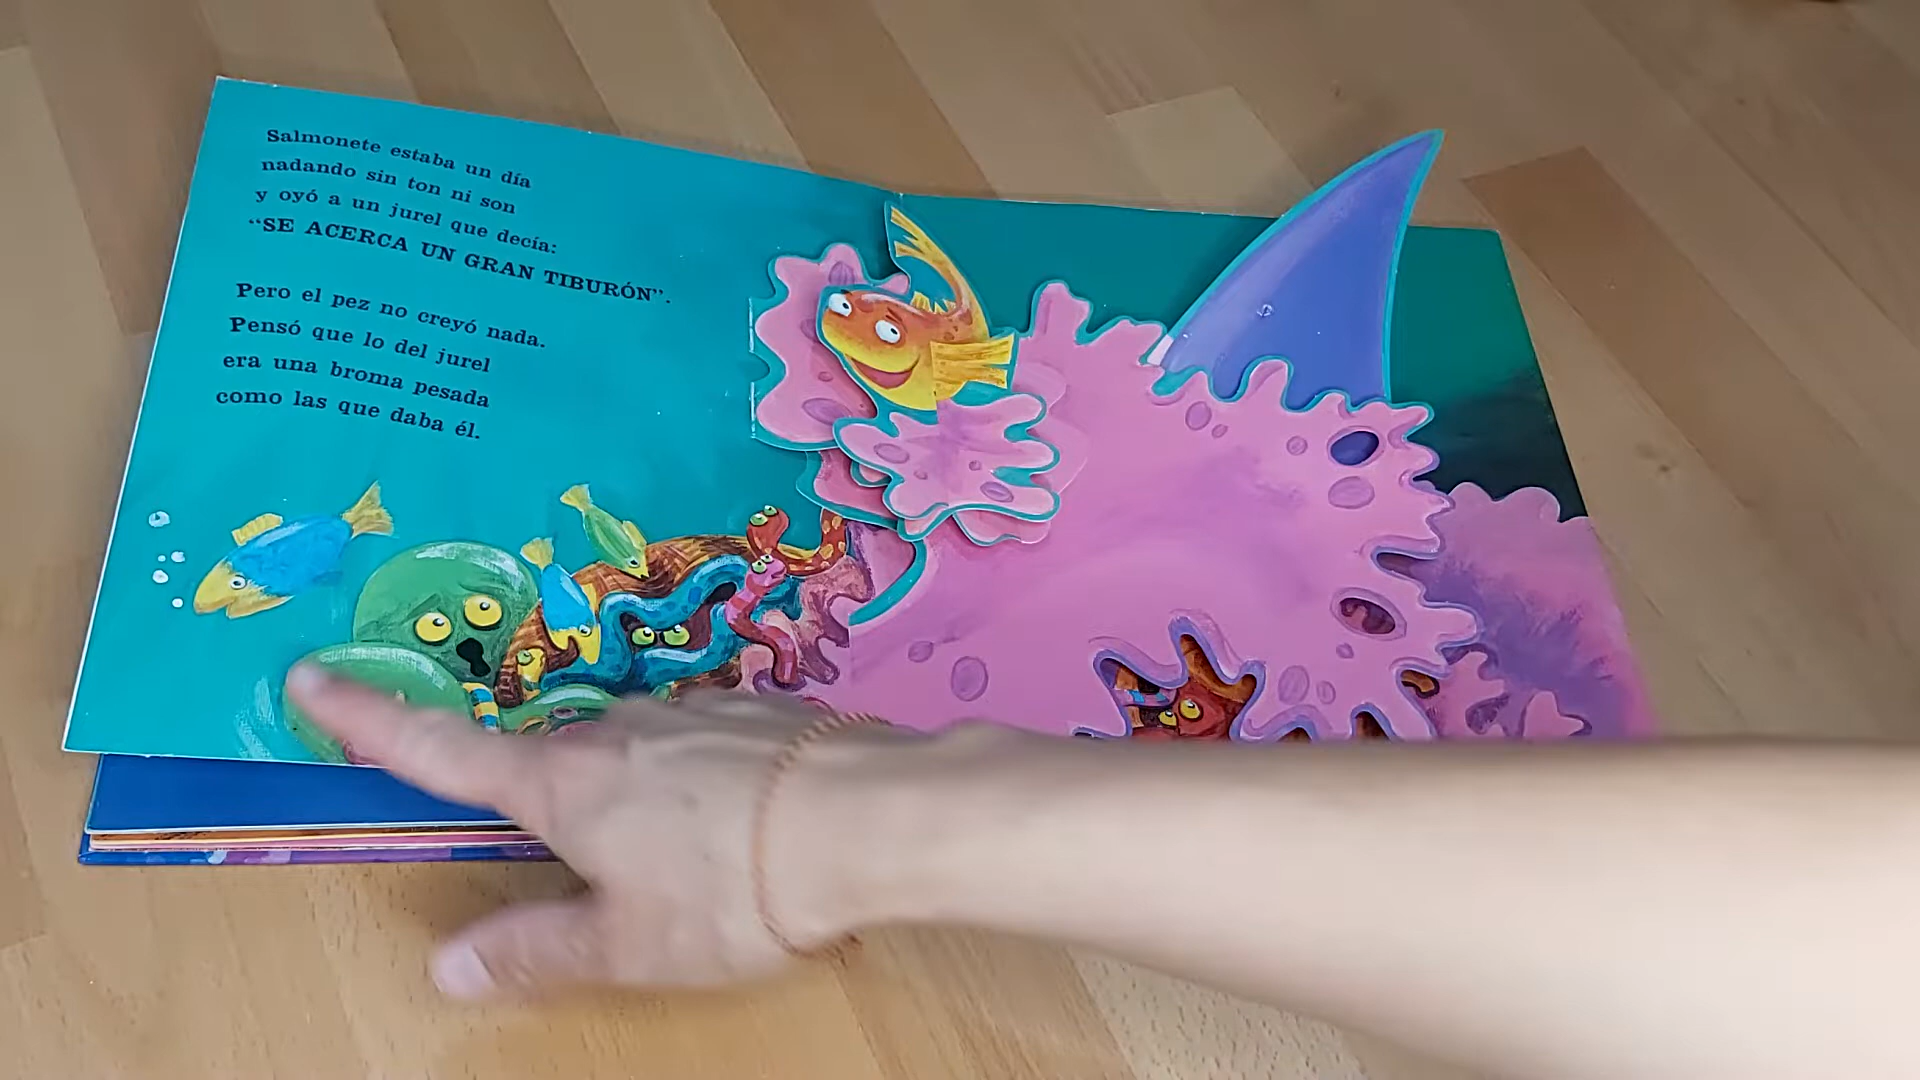 Salmonete estaba un día
nadando sin ton ni son
y oyó a un jurel que decía:
“SE ACERCA UN GRAN TIBURÓN”.
Pero el pez no creyó nada.
Pensó que lo del jurel
era una broma pesada
como las que daba él.